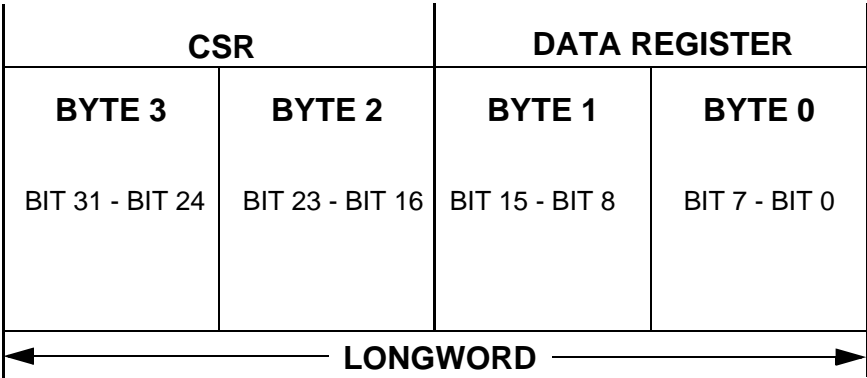 CSR DATA REGISTER
BYTE 3 BYTE 2 BYTE 1 BYTE 0
BIT 31 - BIT 24 BIT 23 - BIT 16 BIT 15 - BIT 8 BIT 7 - BIT 0
LONGWORD